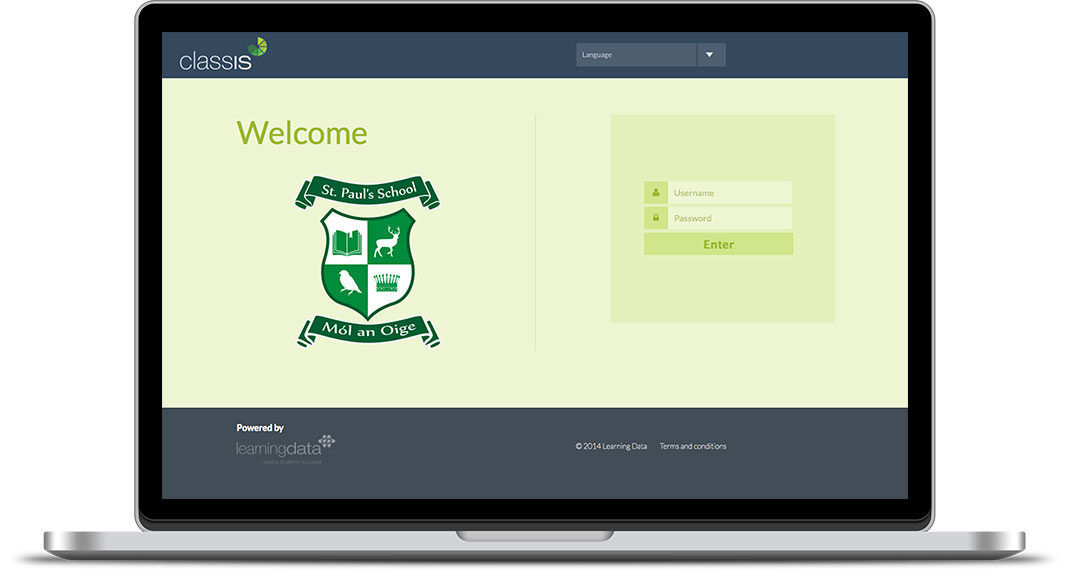 classIS
Language
Welcome
St. Paul's School
Mól an Oige
Username
Password
Enter
Powered by
learningdata
helping students succeed
© 2014 Learning Data
Terms and conditions